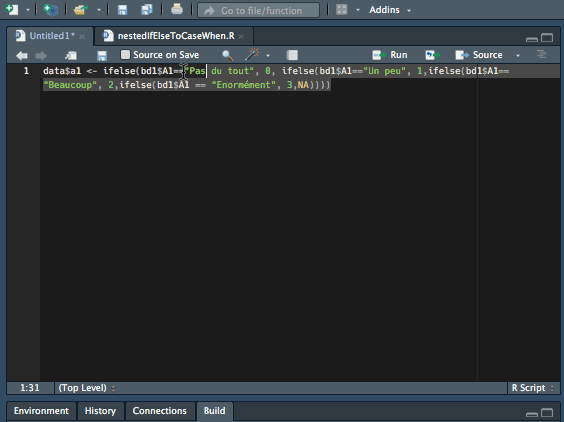 Go to file/function
Addins
Untitled1*
nestedIfElseToCaseWhen.R
Source on Save
Run
Source
1
data$a1 <- ifelse(bd1$A1=="Pas du tout", 0, ifelse(bd1$A1=="Un peu", 1,ifelse(bd1$A1==
"Beaucoup", 2,ifelse(bd1$A1 == "Enormément", 3,NA))))
1:31
(Top Level)
R Script
Environment
History
Connections
Build